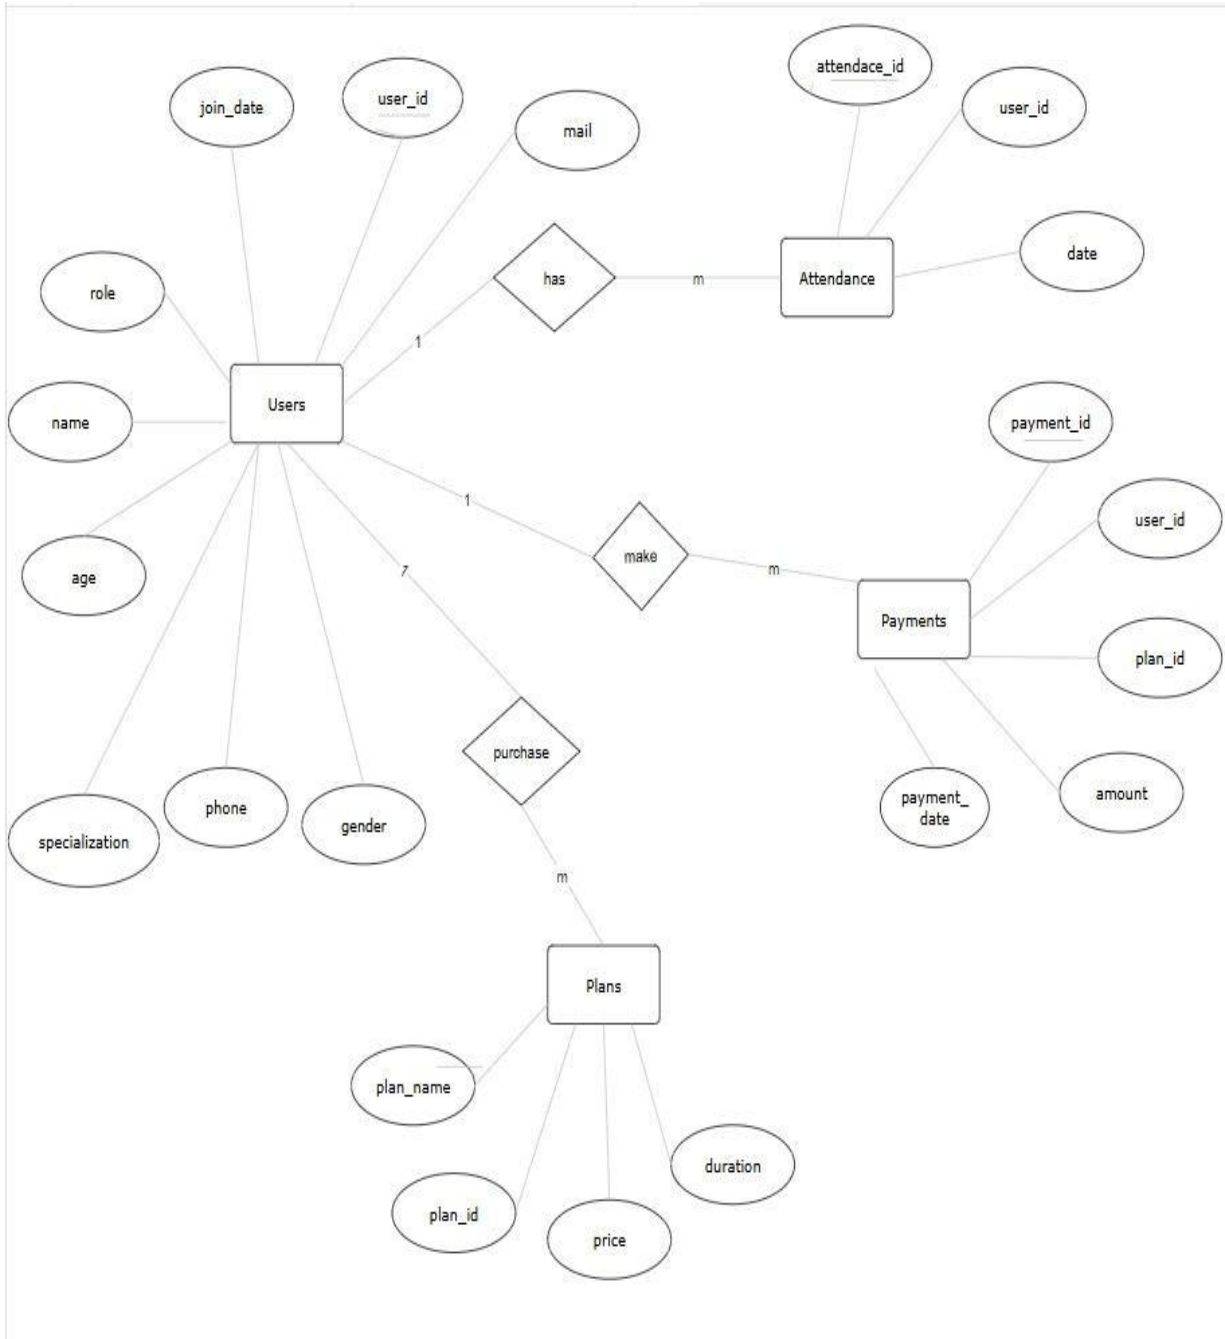 attendace_id
user_id
join_date
user_id
mail
date
has
m
Attendance
role
1
Users
name
payment_id
1
user_id
make
m
7
age
Payments
plan_id
purchase
payment_
date
amount
phone
gender
specialization
m
Plans
plan_name
duration
plan_id
price